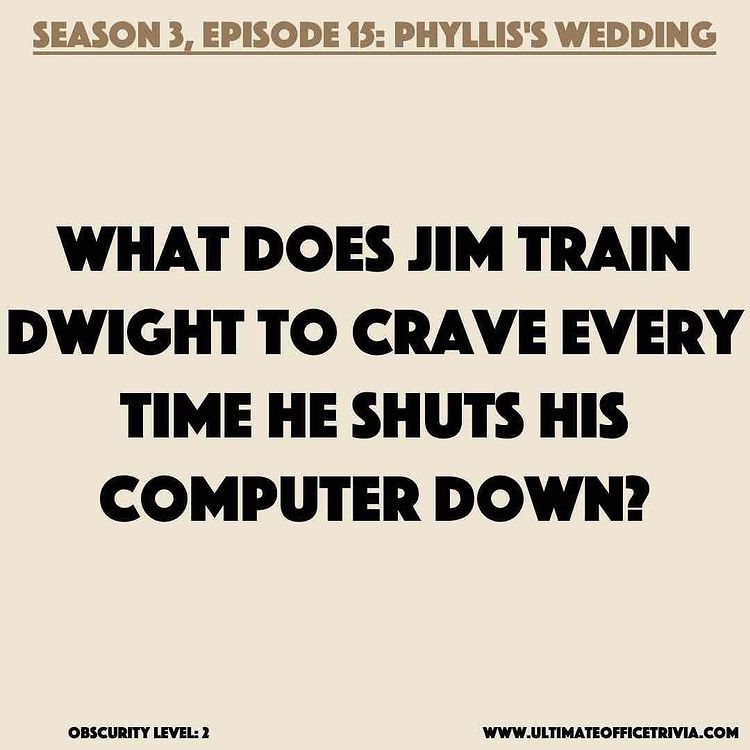 SEASON 3, EPISODE 15: PHYLLIS'S WEDDING
WHAT DOES JIM TRAIN
DWIGHT TO CRAVE EVERY
TIME HE SHUTS HIS
COMPUTER DOWN?
OBSCURITY LEVEL: 2
WWW.ULTIMATEOFFICETRIVIA.COM